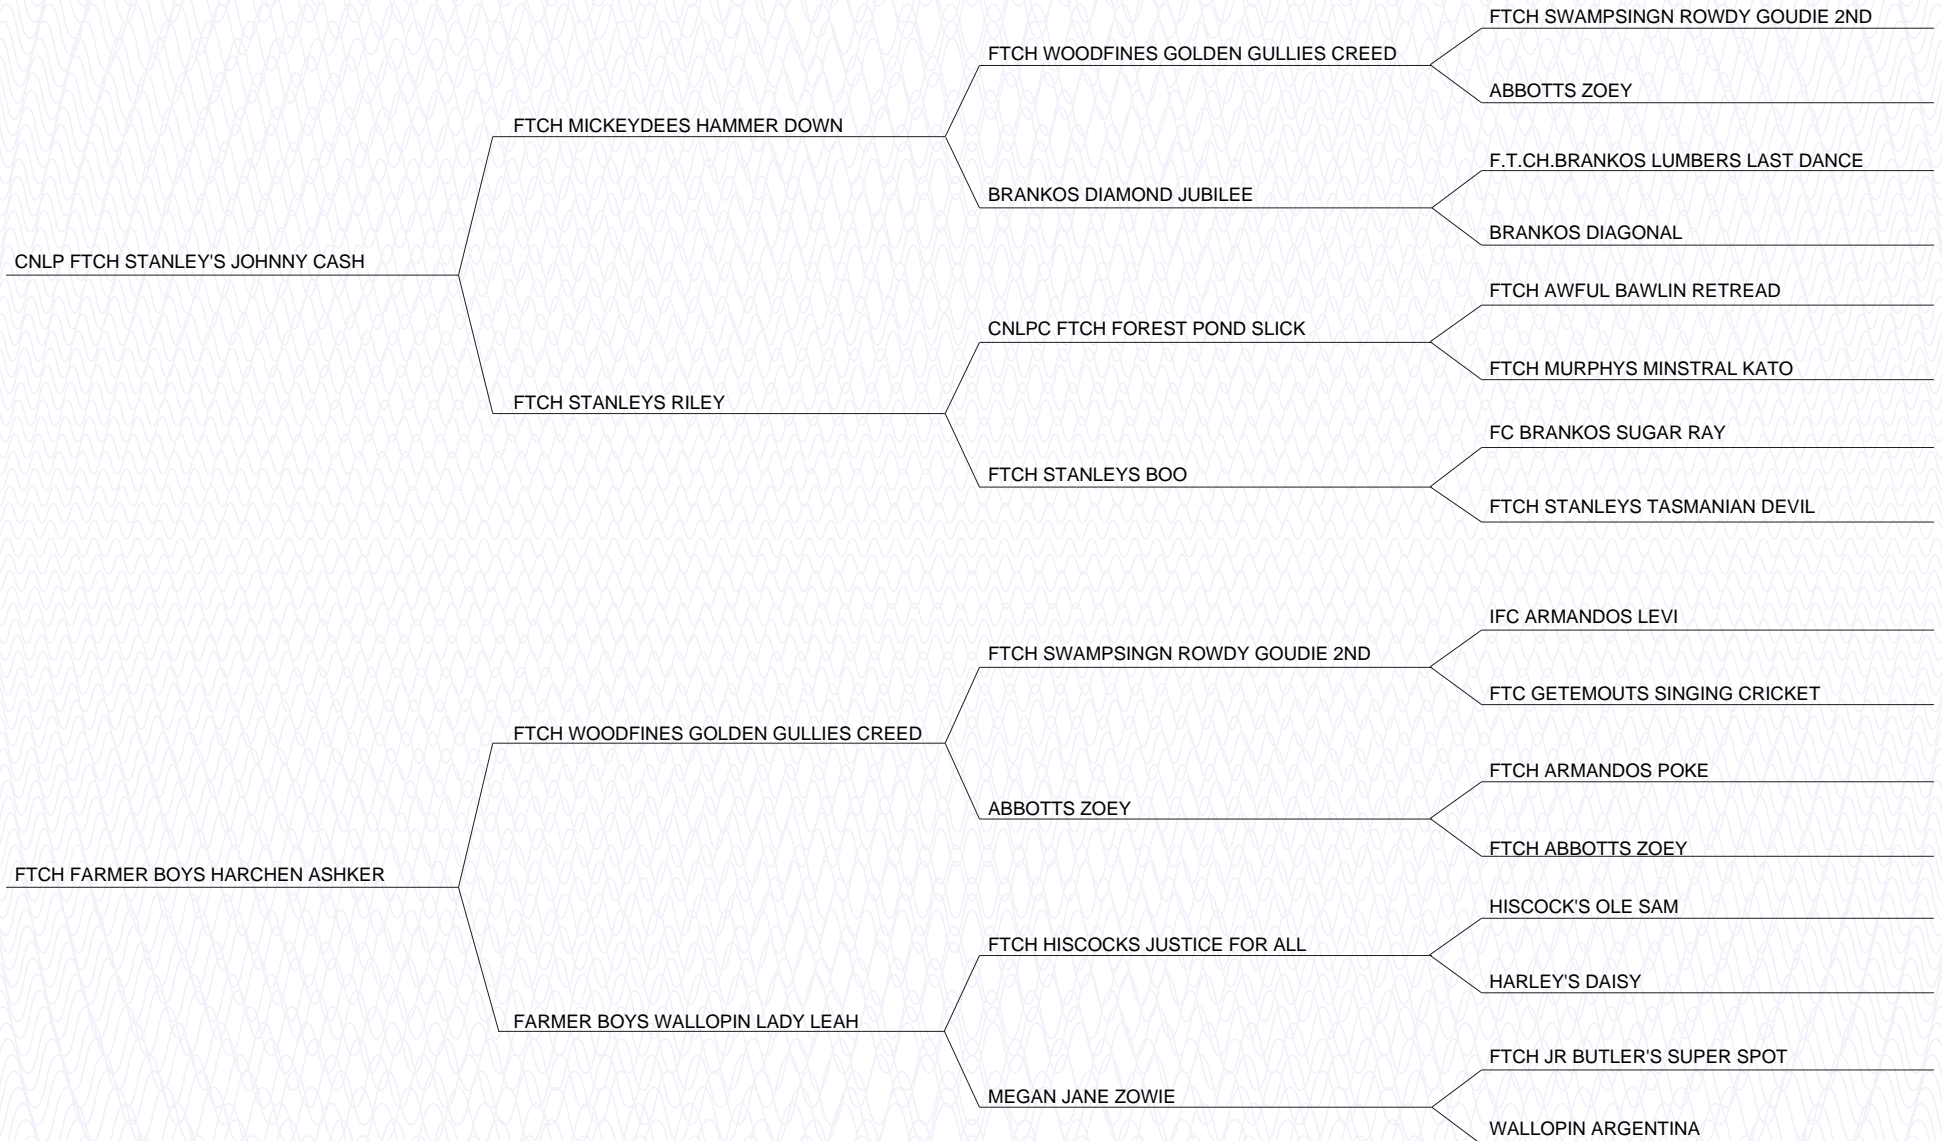 FTCH SWAMPSINGN ROWDY GOUDIE 2ND
FTCH WOODFINES GOLDEN GULLIES CREED
ABBOTTS ZOEY
FTCH MICKEYDEES HAMMER DOWN
F.T.CH.BRANKOS LUMBERS LAST DANCE
BRANKOS DIAMOND JUBILEE
BRANKOS DIAGONAL
CNLP FTCH STANLEY'S JOHNNY CASH
FTCH AWFUL BAWLIN RETREAD
CNLPC FTCH FOREST POND SLICK
FTCH MURPHYS MINSTRAL KATO
FTCH STANLEYS RILEY
FC BRANKOS SUGAR RAY
FTCH STANLEYS BOO
FTCH STANLEYS TASMANIAN DEVIL
IFC ARMANDOS LEVI
FTCH SWAMPSINGN ROWDY GOUDIE 2ND
FTC GETEMOUTS SINGING CRICKET
FTCH WOODFINES GOLDEN GULLIES CREED
FTCH ARMANDOS POKE
ABBOTTS ZOEY
FTCH ABBOTTS ZOEY
FTCH FARMER BOYS HARCHEN ASHKER
HISCOCK'S OLE SAM
FTCH HISCOCKS JUSTICE FOR ALL
HARLEY'S DAISY
FARMER BOYS WALLOPIN LADY LEAH
FTCH JR BUTLER'S SUPER SPOT
MEGAN JANE ZOWIE
WALLOPIN ARGENTINA